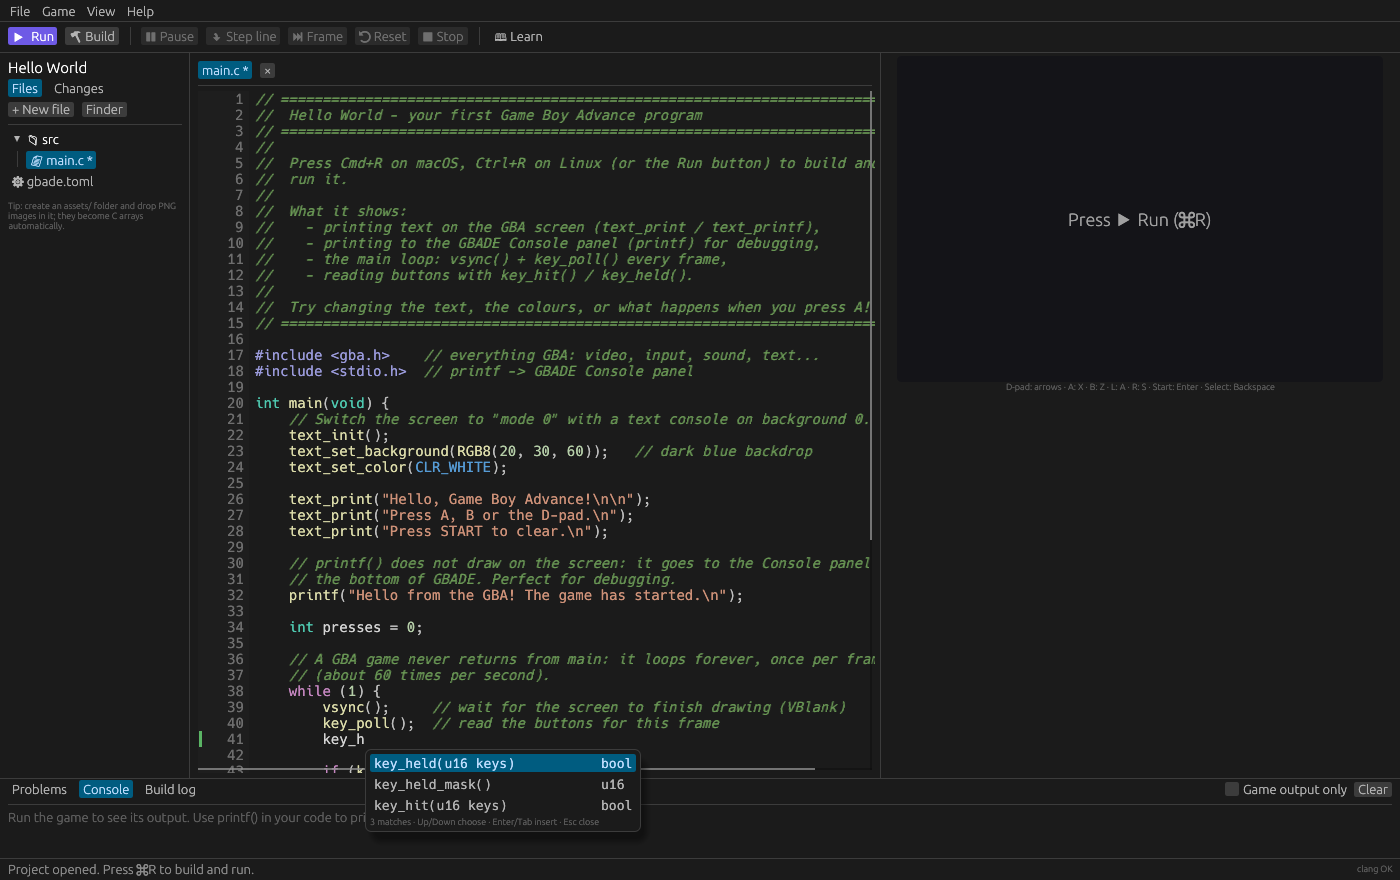 File Game View Help
Run Build Pause Step line Frame Reset Stop Learn
Hello World
Files Changes
+ New file Finder
src
main.c *
gbade.toml
Tip: create an assets/ folder and drop PNG
images in it; they become C arrays
automatically.
main.c * ×
1 // ======================================================================
2 //  Hello World - your first Game Boy Advance program
3 // ======================================================================
4 //
5 //  Press Cmd+R on macOS, Ctrl+R on Linux (or the Run button) to build and
6 //  run it.
7 //
8 //  What it shows:
9 //    - printing text on the GBA screen (text_print / text_printf),
10 //    - printing to the GBADE Console panel (printf) for debugging,
11 //    - the main loop: vsync() + key_poll() every frame,
12 //    - reading buttons with key_hit() / key_held().
13 //
14 //  Try changing the text, the colours, or what happens when you press A!
15 // ======================================================================
16
17 #include <gba.h>    // everything GBA: video, input, sound, text...
18 #include <stdio.h>  // printf -> GBADE Console panel
19
20 int main(void) {
21     // Switch the screen to "mode 0" with a text console on background 0.
22     text_init();
23     text_set_background(RGB8(20, 30, 60));   // dark blue backdrop
24     text_set_color(CLR_WHITE);
25
26     text_print("Hello, Game Boy Advance!\n\n");
27     text_print("Press A, B or the D-pad.\n");
28     text_print("Press START to clear.\n");
29
30     // printf() does not draw on the screen: it goes to the Console panel
31     // the bottom of GBADE. Perfect for debugging.
32     printf("Hello from the GBA! The game has started.\n");
33
34     int presses = 0;
35
36     // A GBA game never returns from main: it loops forever, once per fram
37     // (about 60 times per second).
38     while (1) {
39         vsync();     // wait for the screen to finish drawing (VBlank)
40         key_poll();  // read the buttons for this frame
41         key_h
42
43         if (k
key_held(u16 keys) bool
key_held_mask() u16
key_hit(u16 keys) bool
3 matches · Up/Down choose · Enter/Tab insert · Esc close
Press ▶ Run (⌘R)
D-pad: arrows · A: X · B: Z · L: A · R: S · Start: Enter · Select: Backspace
Problems Console Build log Game output only Clear
Run the game to see its output. Use printf() in your code to pri
Project opened. Press ⌘R to build and run. clang OK